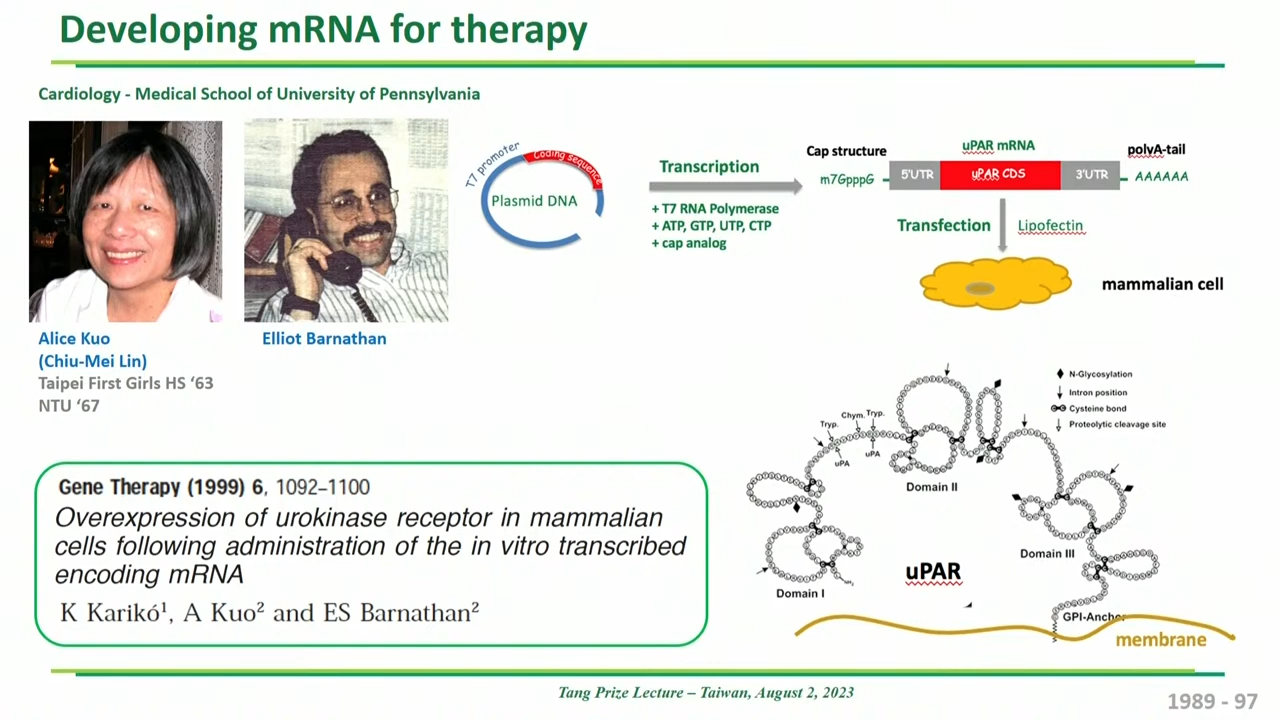 Developing mRNA for therapy
Cardiology - Medical School of University of Pennsylvania
Alice Kuo
(Chiu-Mei Lin)
Taipei First Girls HS ‘63
NTU ‘67
Elliot Barnathan
T7 promoter
Coding sequence
Plasmid DNA
Transcription
+ T7 RNA Polymerase
+ ATP, GTP, UTP, CTP
+ cap analog
Cap structure
uPAR mRNA
polyA-tail
m7GpppG
5'UTR
uPAR CDS
3'UTR
AAAAAA
Transfection
Lipofectin
mammalian cell
N-Glycosylation
Intron position
Cysteine bond
Proteolytic cleavage site
Tryp.
Chym.
Tryp.
uPA
uPA
Domain II
Domain III
Domain I
uPAR
GPI-Anchor
membrane
Gene Therapy (1999) 6, 1092–1100
Overexpression of urokinase receptor in mammalian
cells following administration of the in vitro transcribed
encoding mRNA
K Karikó¹, A Kuo² and ES Barnathan²
Tang Prize Lecture – Taiwan, August 2, 2023
1989 - 97